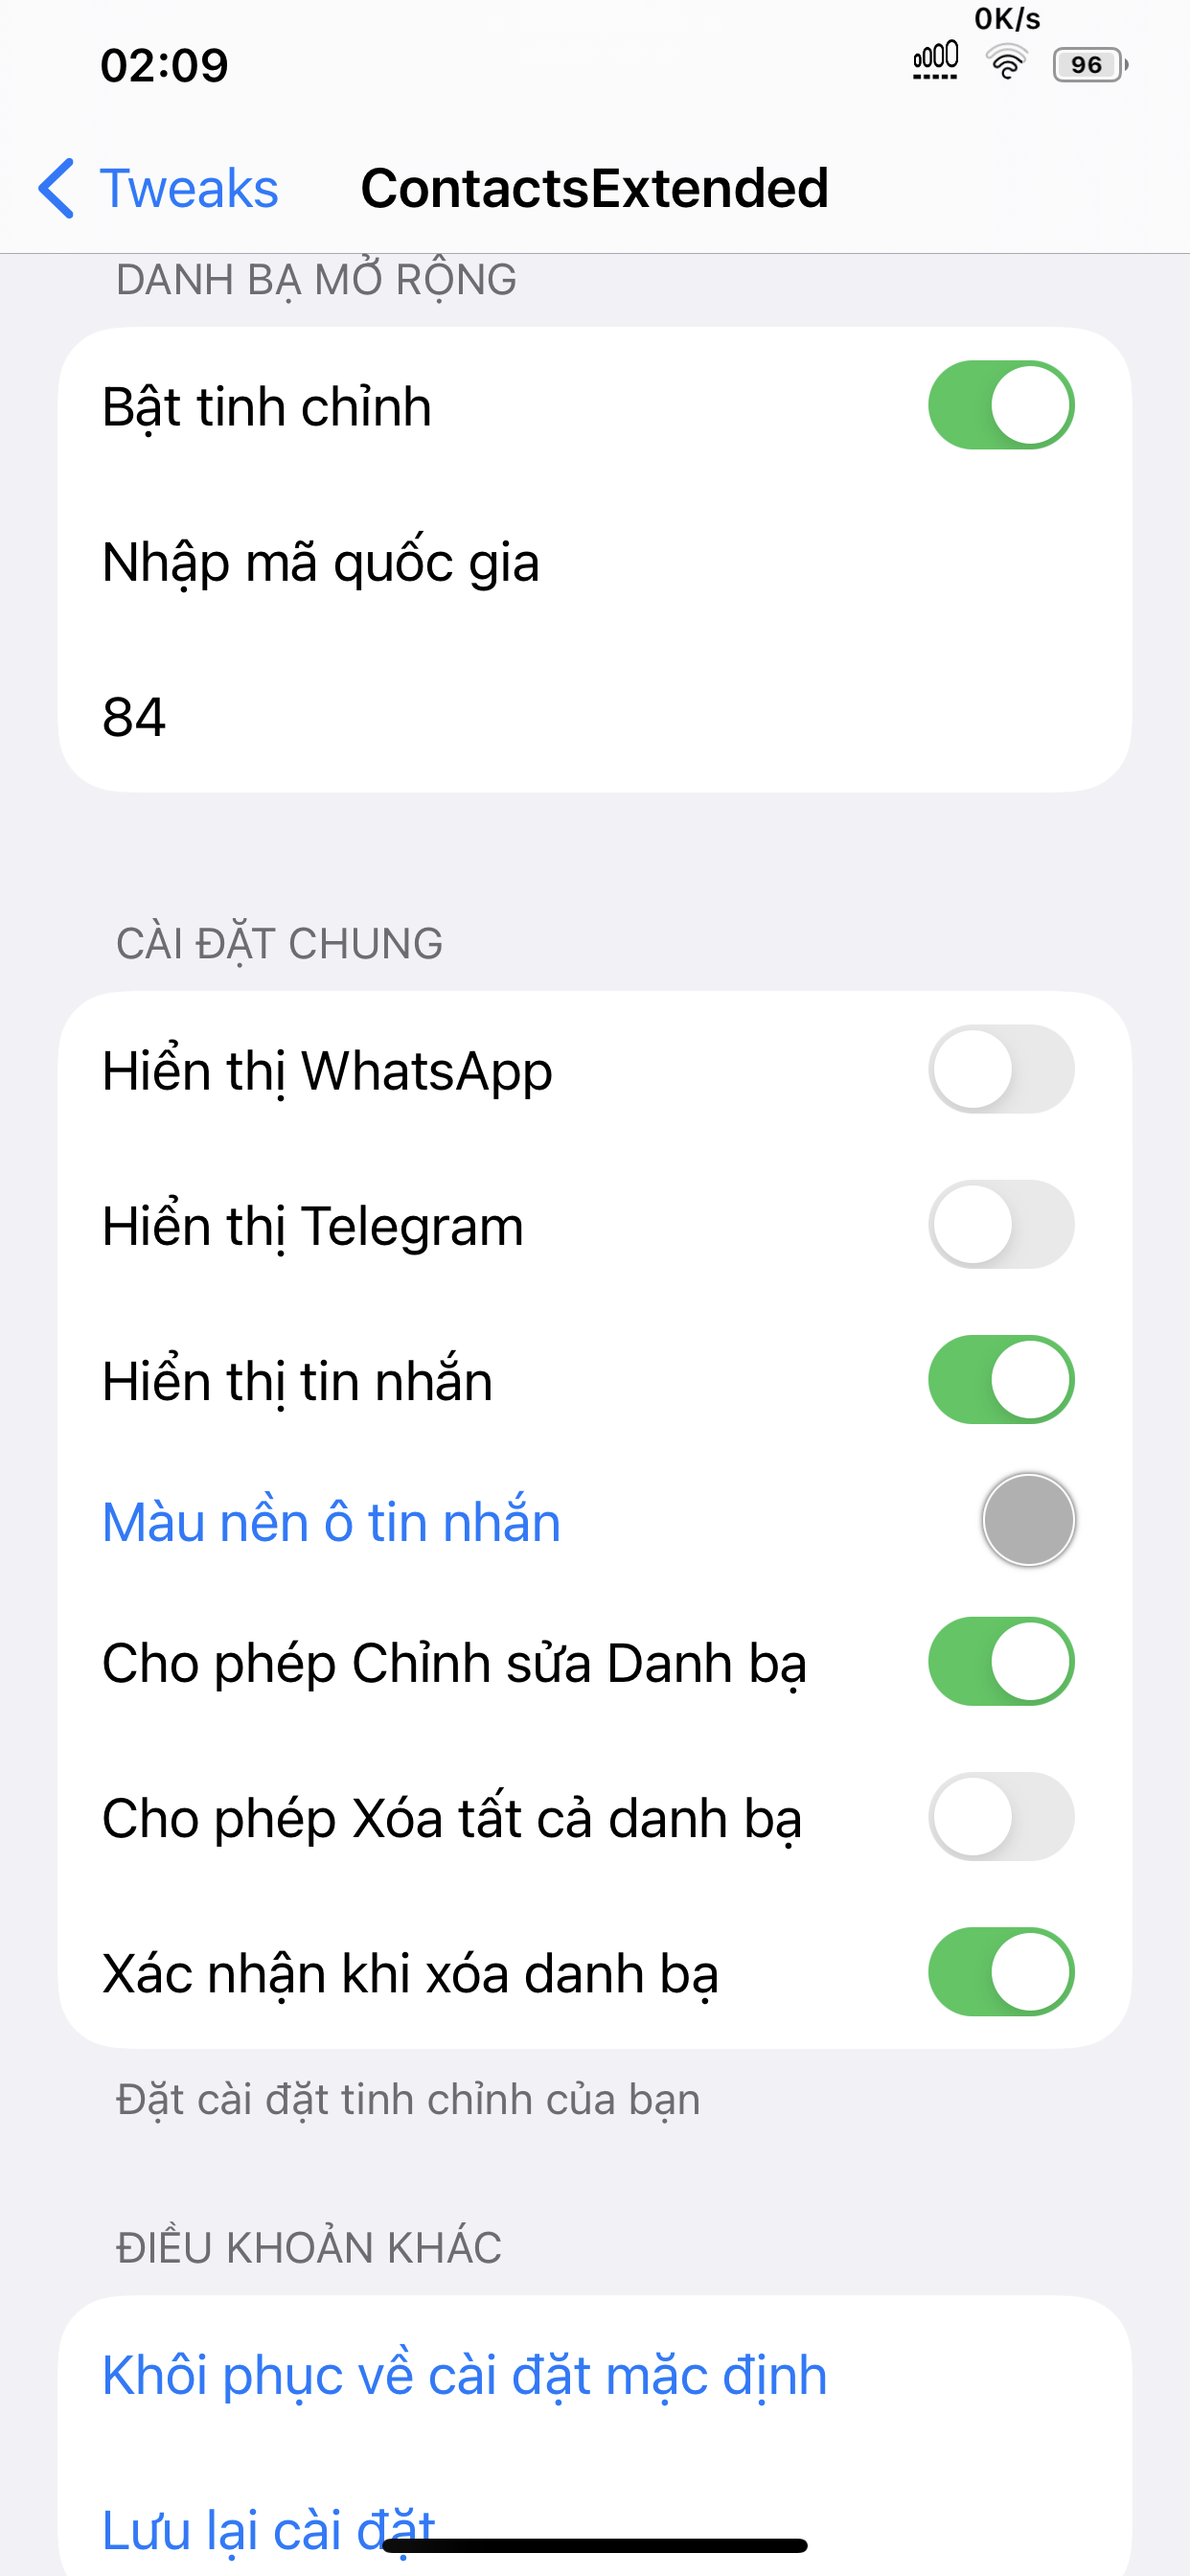 0K/s
02:09
96
Tweaks
ContactsExtended
DANH BẠ MỞ RỘNG
Bật tinh chỉnh
Nhập mã quốc gia
84
CÀI ĐẶT CHUNG
Hiển thị WhatsApp
Hiển thị Telegram
Hiển thị tin nhắn
Màu nền ô tin nhắn
Cho phép Chỉnh sửa Danh bạ
Cho phép Xóa tất cả danh bạ
Xác nhận khi xóa danh bạ
Đặt cài đặt tinh chỉnh của bạn
ĐIỀU KHOẢN KHÁC
Khôi phục về cài đặt mặc định
Lưu lại cài đặt